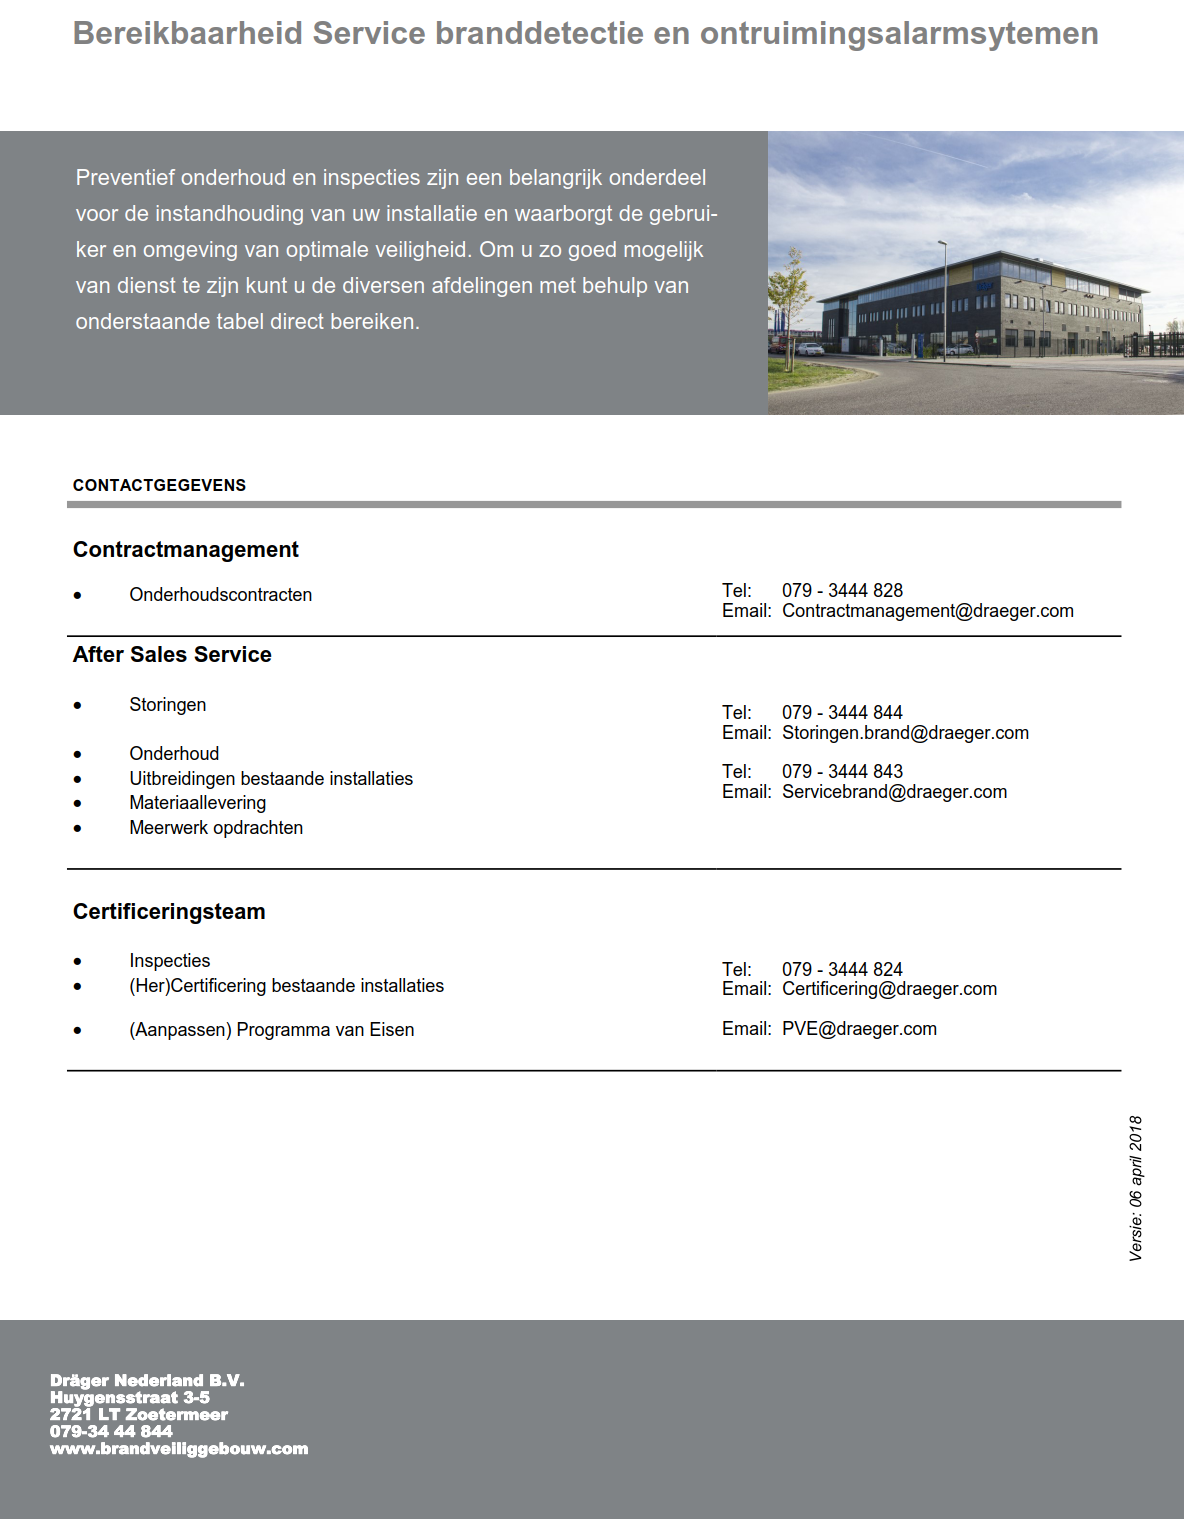 Bereikbaarheid Service branddetectie en ontruimingsalarmsytemen
Preventief onderhoud en inspecties zijn een belangrijk onderdeel
voor de instandhouding van uw installatie en waarborgt de gebrui-
ker en omgeving van optimale veiligheid. Om u zo goed mogelijk
van dienst te zijn kunt u de diversen afdelingen met behulp van
onderstaande tabel direct bereiken.
CONTACTGEGEVENS
Contractmanagement
• Onderhoudscontracten
Tel: 079 - 3444 828
Email: Contractmanagement@draeger.com
After Sales Service
• Storingen
Tel: 079 - 3444 844
Email: Storingen.brand@draeger.com
• Onderhoud
• Uitbreidingen bestaande installaties
• Materiaallevering
• Meerwerk opdrachten
Tel: 079 - 3444 843
Email: Servicebrand@draeger.com
Certificeringsteam
• Inspecties
• (Her)Certificering bestaande installaties
Tel: 079 - 3444 824
Email: Certificering@draeger.com
• (Aanpassen) Programma van Eisen
Email: PVE@draeger.com
Versie: 06 april 2018
Dräger Nederland B.V.
Huygensstraat 3-5
2721 LT Zoetermeer
079-34 44 844
www.brandveiliggebouw.com